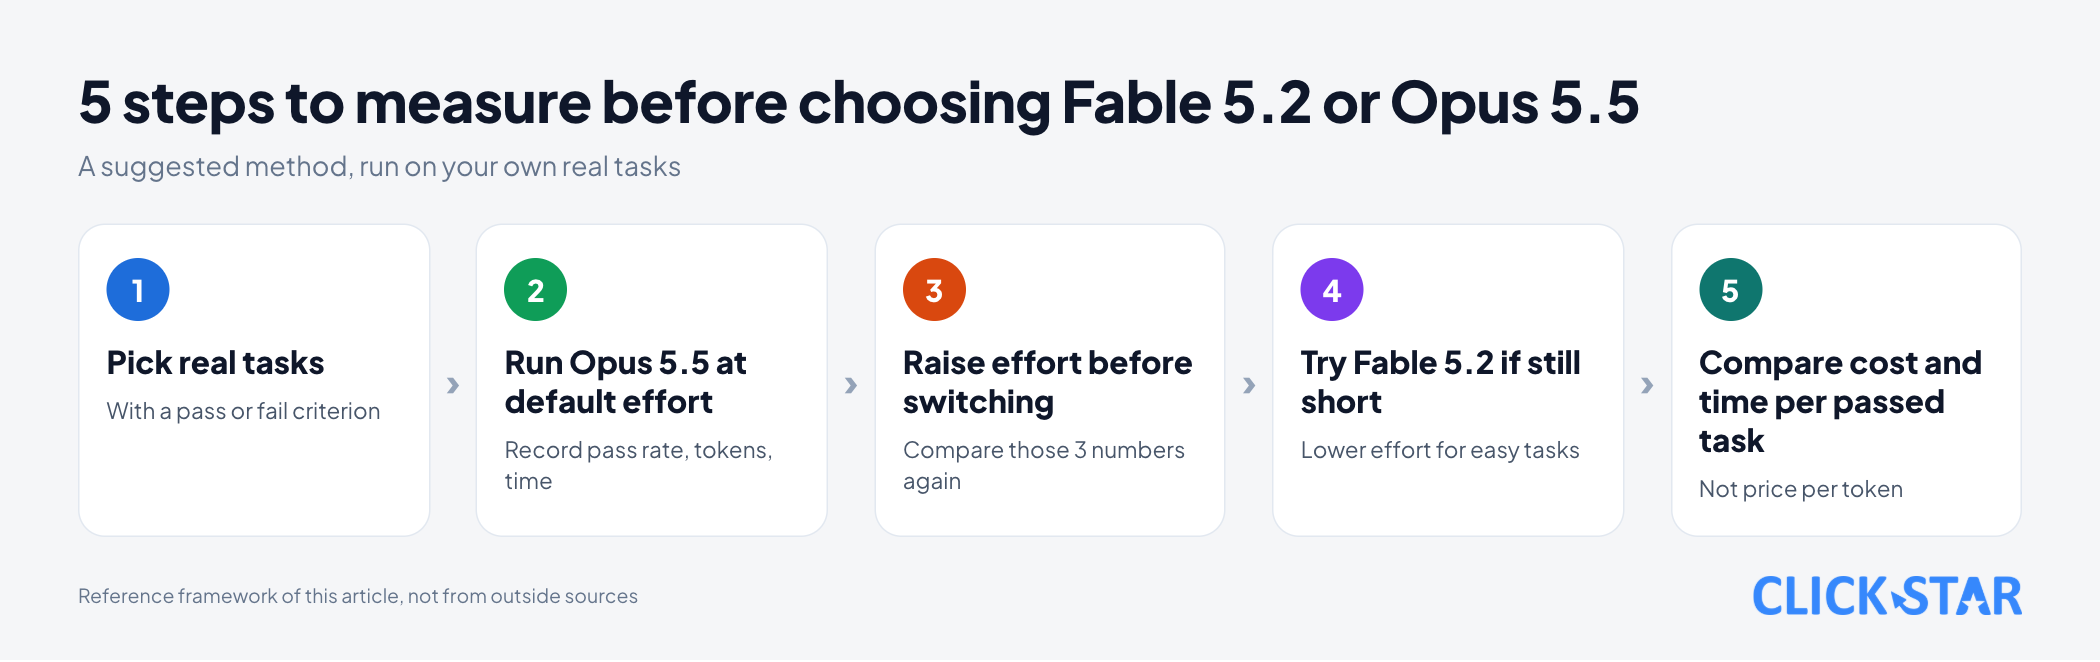 5 steps to measure before choosing Fable 5.2 or Opus 5.5
A suggested method, run on your own real tasks
1
Pick real tasks
With a pass or fail criterion
›
2
Run Opus 5.5 at
default effort
Record pass rate, tokens,
time
›
3
Raise effort before
switching
Compare those 3 numbers
again
›
4
Try Fable 5.2 if still
short
Lower effort for easy tasks
›
5
Compare cost and
time per passed
task
Not price per token
Reference framework of this article, not from outside sources
CLICK STAR